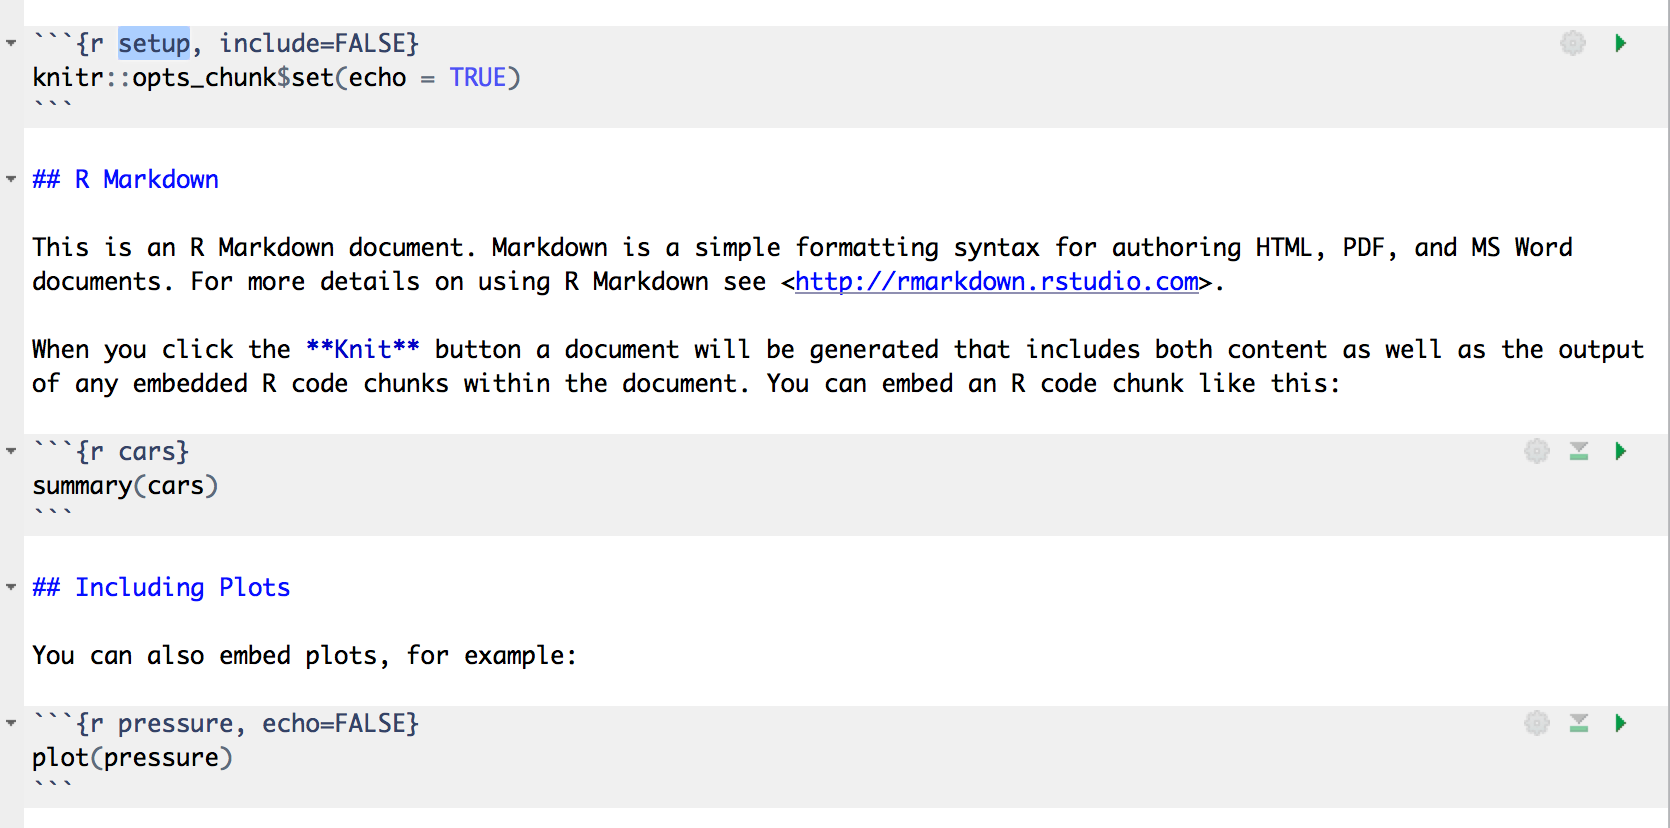 ```{r setup, include=FALSE}
knitr::opts_chunk$set(echo = TRUE)
```
## R Markdown
This is an R Markdown document. Markdown is a simple formatting syntax for authoring HTML, PDF, and MS Word
documents. For more details on using R Markdown see <http://rmarkdown.rstudio.com>.
When you click the **Knit** button a document will be generated that includes both content as well as the output
of any embedded R code chunks within the document. You can embed an R code chunk like this:
```{r cars}
summary(cars)
```
## Including Plots
You can also embed plots, for example:
```{r pressure, echo=FALSE}
plot(pressure)
```